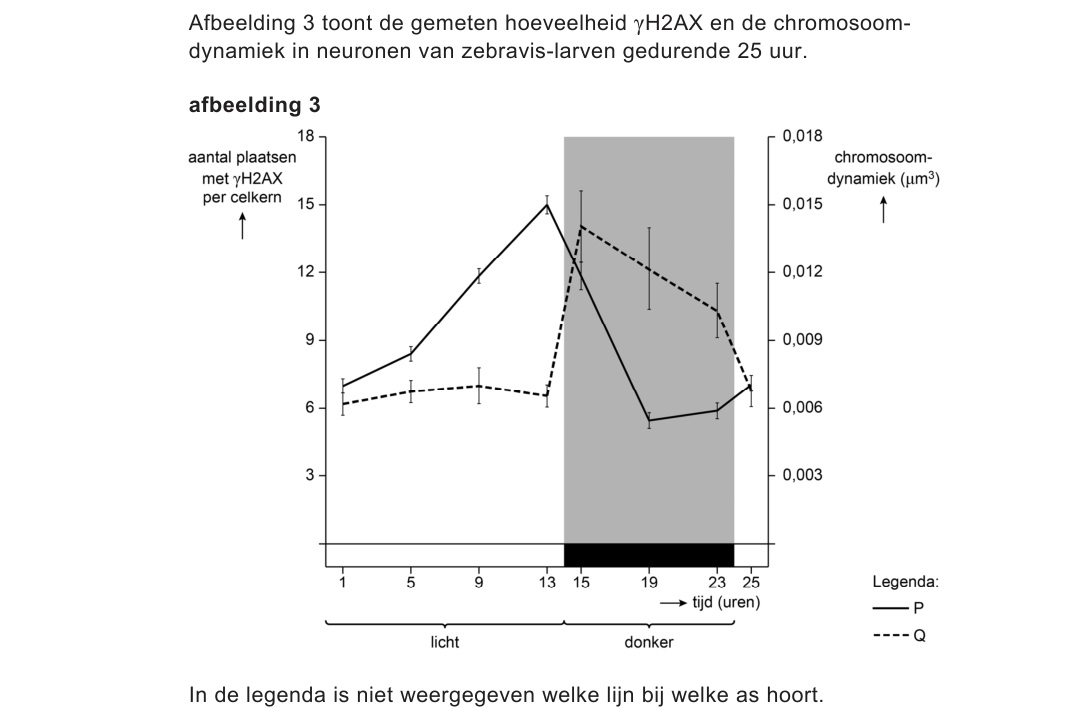 Afbeelding 3 toont de gemeten hoeveelheid γH2AX en de chromosoom-
dynamiek in neuronen van zebravis-larven gedurende 25 uur.
afbeelding 3
aantal plaatsen
met γH2AX
per celkern
18
15
12
9
6
3
0,018
0,015
0,012
0,009
0,006
0,003
chromosoom-
dynamiek (μm³)
1 5 9 13 15 19 23 25
tijd (uren)
licht donker
Legenda:
P
Q
In de legenda is niet weergegeven welke lijn bij welke as hoort.